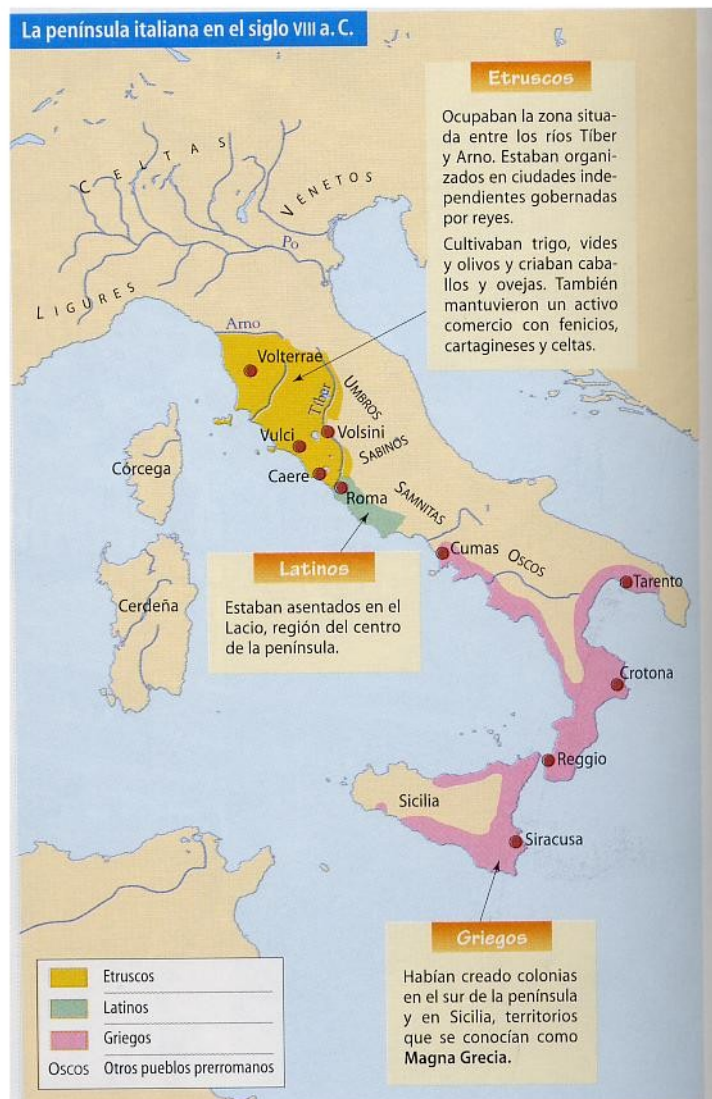 La península italiana en el siglo VIII a. C.
Etruscos
Ocupaban la zona situa-
da entre los ríos Tíber
y Arno. Estaban organi-
zados en ciudades inde-
pendientes gobernadas
por reyes.
Cultivaban trigo, vides
y olivos y criaban caba-
llos y ovejas. También
mantuvieron un activo
comercio con fenicios,
cartagineses y celtas.
CELTAS
VÉNETOS
Po
LIGURES
Arno
Volterrae
Tíber
UMBROS
Vulci
Volsini
SABINOS
Córcega
Caere
Roma
SAMNITAS
Cumas
OSCOS
Tarento
Latinos
Estaban asentados en el
Lacio, región del centro
de la península.
Cerdeña
Crotona
Reggio
Sicilia
Siracusa
Griegos
Habían creado colonias
en el sur de la península
y en Sicilia, territorios
que se conocían como
Magna Grecia.
Etruscos
Latinos
Griegos
OSCOS Otros pueblos prerromanos